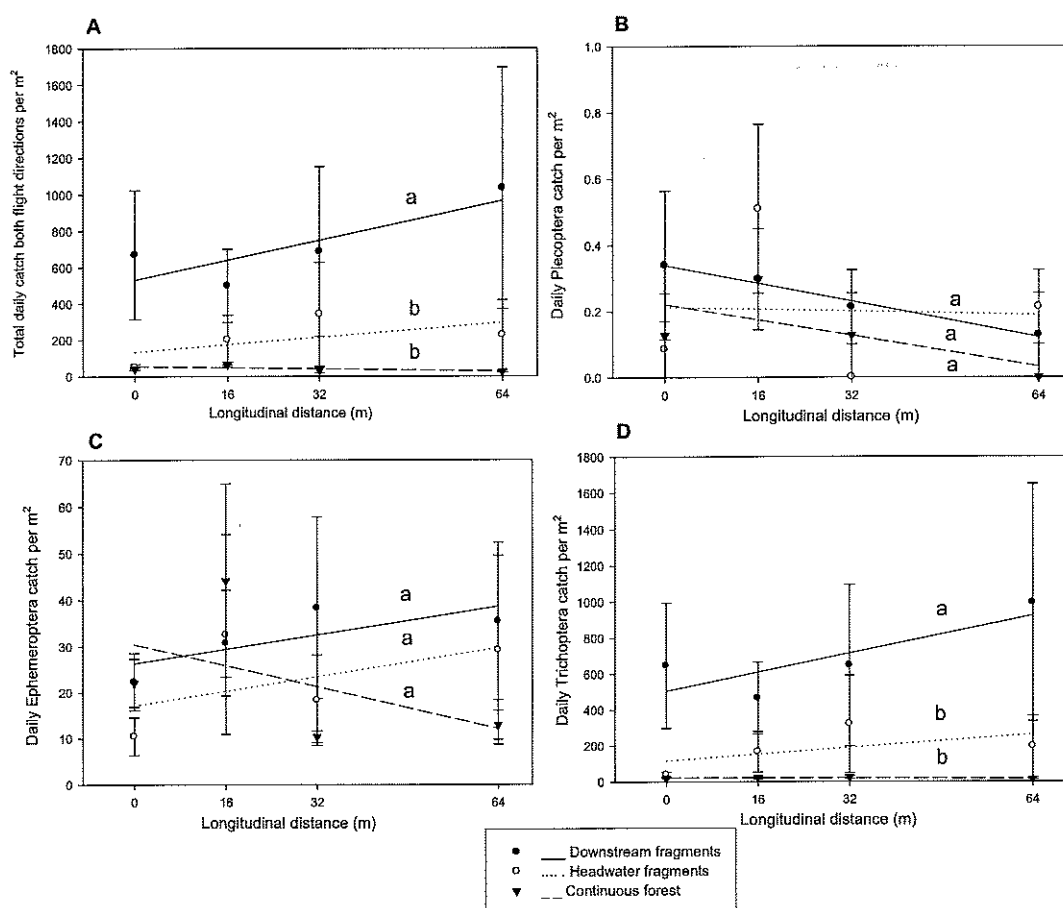 A
Total daily catch both flight directions per m²
1800
1600
1400
1200
1000
800
600
400
200
0
a
b
b
0 16 32 64
Longitudinal distance (m)
B
Daily Plecoptera catch per m²
1.0
0.8
0.6
0.4
0.2
0.0
a
a
a
0 16 32 64
Longitudinal distance (m)
C
Daily Ephemeroptera catch per m²
70
60
50
40
30
20
10
0
a
a
a
0 16 32 64
Longitudinal distance (m)
D
Daily Trichoptera catch per m²
1800
1600
1400
1200
1000
800
600
400
200
0
a
b
b
0 16 32 64
Longitudinal distance (m)
Downstream fragments
Headwater fragments
Continuous forest